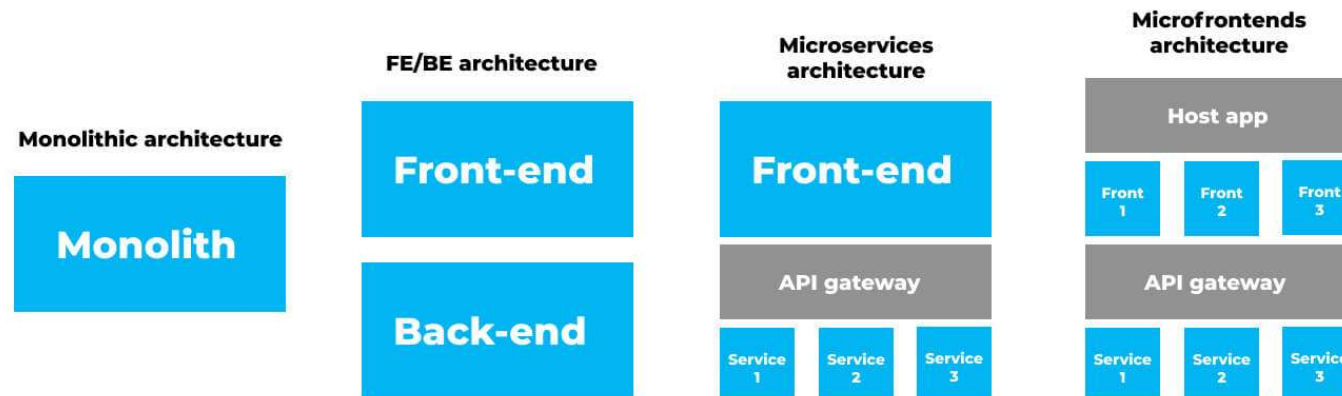 Monolithic architecture
Monolith
FE/BE architecture
Front-end
Back-end
Microservices
architecture
Front-end
API gateway
Service
1
Service
2
Service
3
Microfrontends
architecture
Host app
Front
1
Front
2
Front
3
API gateway
Service
1
Service
2
Service
3